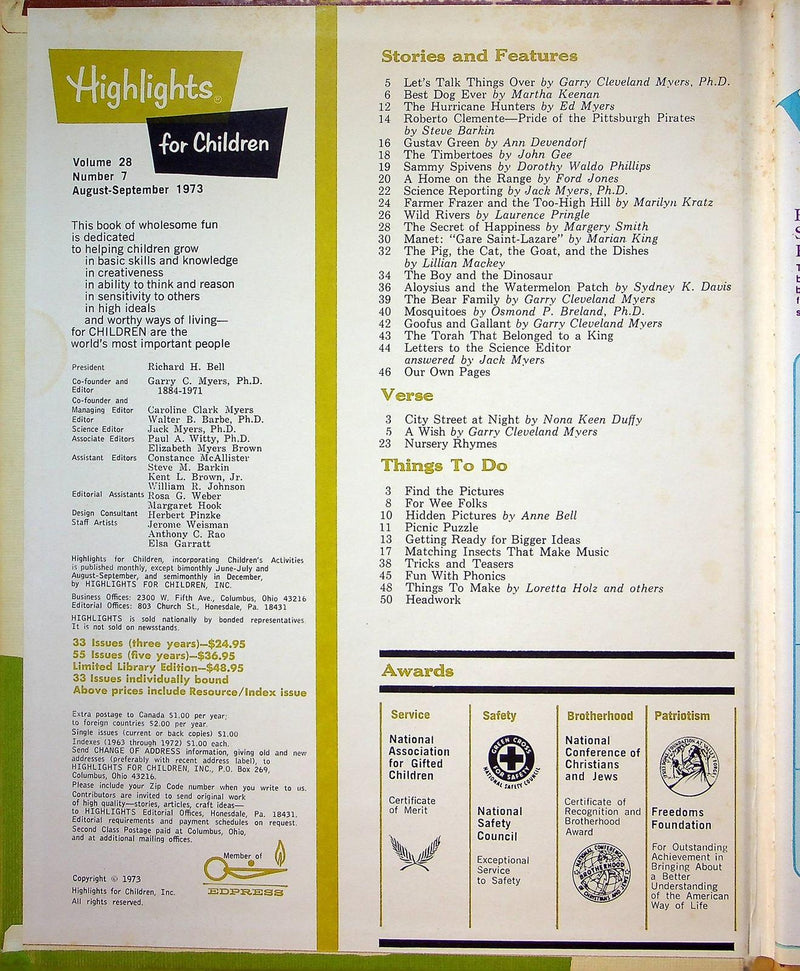 Highlights®
for Children
Volume 28
Number 7
August-September 1973
This book of wholesome fun
is dedicated
to helping children grow
in basic skills and knowledge
in creativeness
in ability to think and reason
in sensitivity to others
in high ideals
and worthy ways of living—
for CHILDREN are the
world's most important people
President Richard H. Bell
Co-founder and Garry C. Myers, Ph.D.
Editor 1884-1971
Co-founder and
Managing Editor Caroline Clark Myers
Editor Walter B. Barbe, Ph.D.
Science Editor Jack Myers, Ph.D.
Associate Editors Paul A. Witty, Ph.D.
Elizabeth Myers Brown
Assistant Editors Constance McAllister
Steve M. Barkin
Kent L. Brown, Jr.
William R. Johnson
Editorial Assistants Rosa G. Weber
Margaret Hook
Design Consultant Herbert Pinzke
Staff Artists Jerome Weisman
Anthony C. Rao
Elsa Garratt
Highlights for Children, incorporating Children's Activities
is published monthly, except bimonthly June-July and
August-September, and semimonthly in December,
by HIGHLIGHTS FOR CHILDREN, INC.
Business Offices: 2300 W. Fifth Ave., Columbus, Ohio 43216
Editorial Offices: 803 Church St., Honesdale, Pa. 18431
HIGHLIGHTS is sold nationally by bonded representatives.
It is not sold on newsstands.
33 Issues (three years)—$24.95
55 Issues (five years)—$36.95
Limited Library Edition—$48.95
33 Issues individually bound
Above prices include Resource/Index issue
Extra postage to Canada $1.00 per year;
to foreign countries $2.00 per year.
Single issues (current or back copies) $1.00
Indexes (1963 through 1972) $1.00 each.
Send CHANGE OF ADDRESS information, giving old and new
addresses (preferably with recent address label), to
HIGHLIGHTS FOR CHILDREN, INC., P.O. Box 269,
Columbus, Ohio 43216.
Please include your Zip Code number when you write to us.
Contributors are invited to send original work
of high quality—stories, articles, craft ideas—
to HIGHLIGHTS Editorial Offices, Honesdale, Pa. 18431.
Editorial requirements and payment schedules on request.
Second Class Postage paid at Columbus, Ohio,
and at additional mailing offices.
Member of
EDPRESS
Copyright © 1973
Highlights for Children, Inc.
All rights reserved.
Stories and Features
5 Let's Talk Things Over by Garry Cleveland Myers, Ph.D.
6 Best Dog Ever by Martha Keenan
12 The Hurricane Hunters by Ed Myers
14 Roberto Clemente—Pride of the Pittsburgh Pirates
by Steve Barkin
16 Gustav Green by Ann Devendorf
18 The Timbertoes by John Gee
19 Sammy Spivens by Dorothy Waldo Phillips
20 A Home on the Range by Ford Jones
22 Science Reporting by Jack Myers, Ph.D.
24 Farmer Frazer and the Too-High Hill by Marilyn Kratz
26 Wild Rivers by Laurence Pringle
28 The Secret of Happiness by Margery Smith
30 Manet: "Gare Saint-Lazare" by Marian King
32 The Pig, the Cat, the Goat, and the Dishes
by Lillian Mackey
34 The Boy and the Dinosaur
36 Aloysius and the Watermelon Patch by Sydney K. Davis
39 The Bear Family by Garry Cleveland Myers
40 Mosquitoes by Osmond P. Breland, Ph.D.
42 Goofus and Gallant by Garry Cleveland Myers
43 The Torah That Belonged to a King
44 Letters to the Science Editor
answered by Jack Myers
46 Our Own Pages
Verse
3 City Street at Night by Nona Keen Duffy
5 A Wish by Garry Cleveland Myers
23 Nursery Rhymes
Things To Do
3 Find the Pictures
8 For Wee Folks
10 Hidden Pictures by Anne Bell
11 Picnic Puzzle
13 Getting Ready for Bigger Ideas
17 Matching Insects That Make Music
38 Tricks and Teasers
45 Fun With Phonics
48 Things To Make by Loretta Holz and others
50 Headwork
Awards
Service
National
Association
for Gifted
Children
Certificate
of Merit
Safety
GREEN CROSS
FOR SAFETY
NATIONAL SAFETY COUNCIL
National
Safety
Council
Exceptional
Service
to Safety
Brotherhood
National
Conference of
Christians
and Jews
Certificate of
Recognition and
Brotherhood
Award
NATIONAL CONFERENCE
BROTHERHOOD
OF CHRISTIANS AND JEWS
Patriotism
Freedoms
Foundation
For Outstanding
Achievement in
Bringing About
a Better
Understanding
of the American
Way of Life